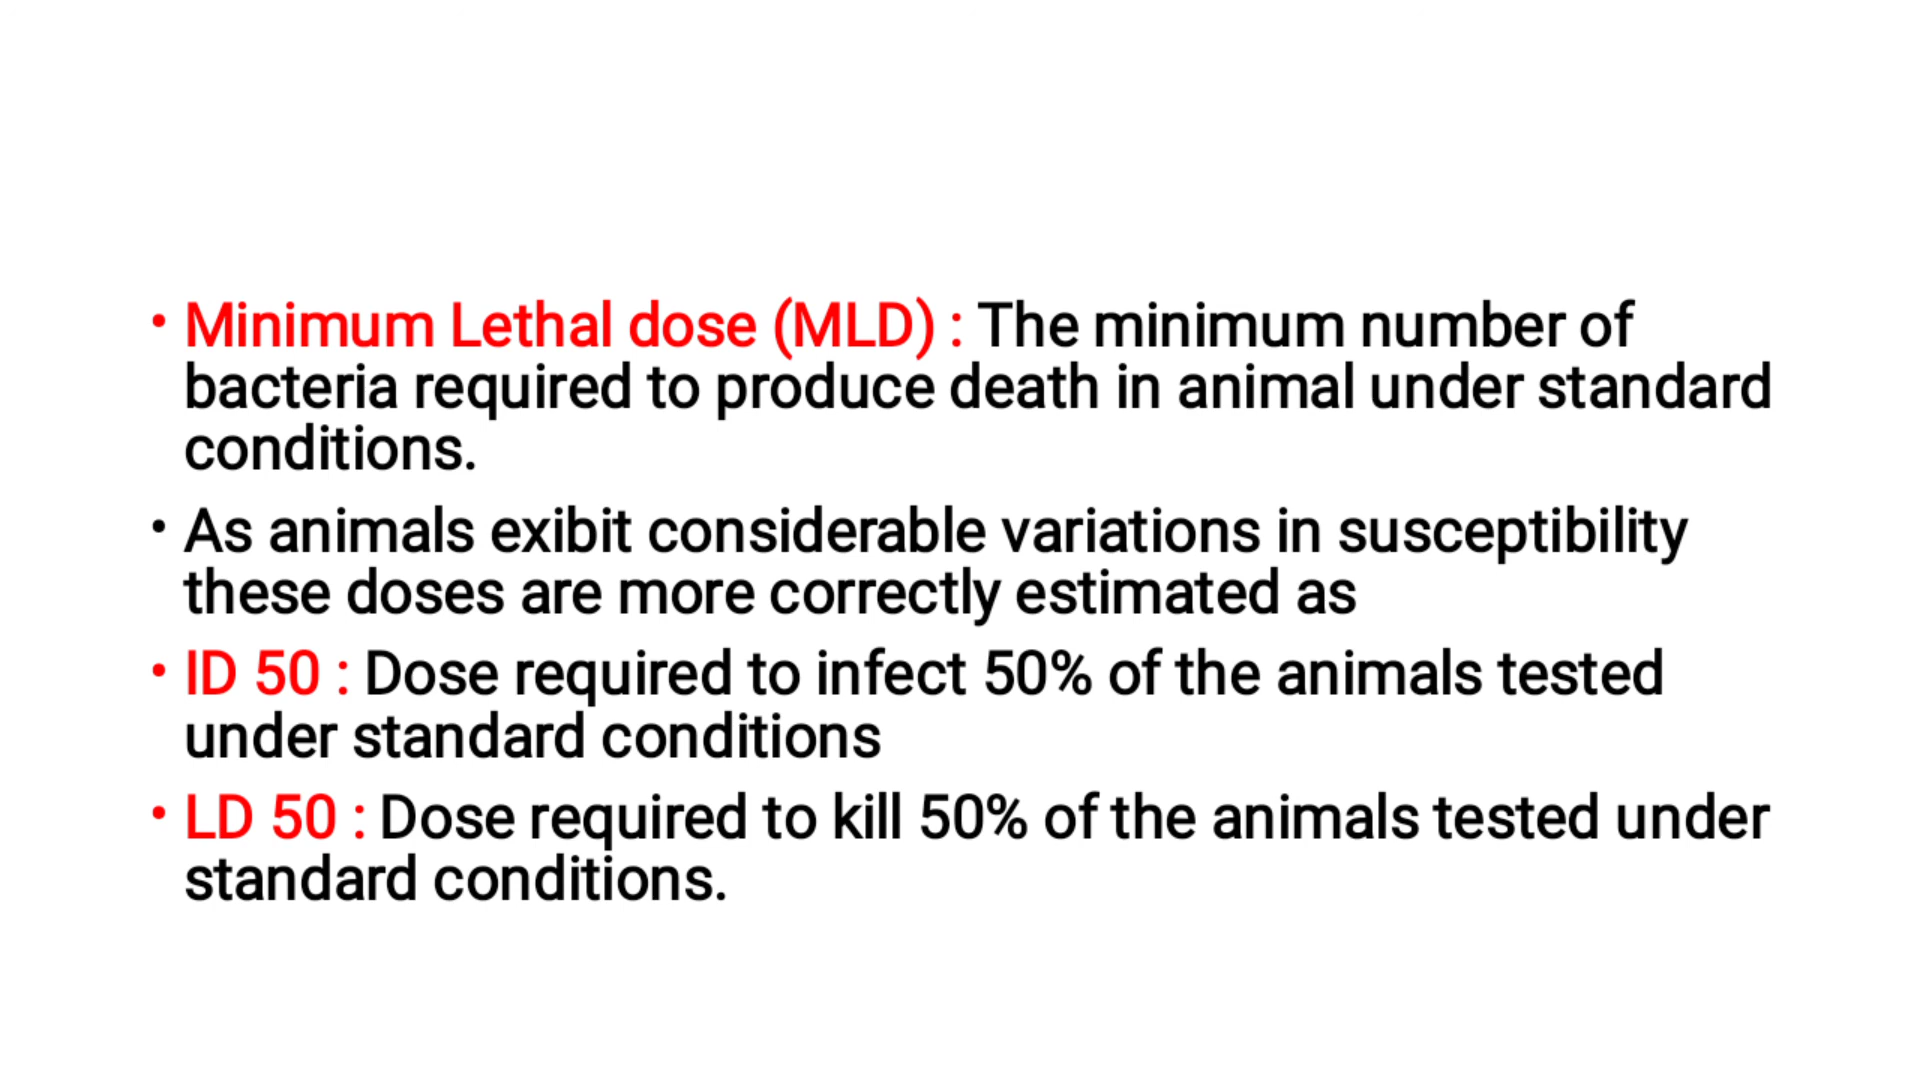 • Minimum Lethal dose (MLD) : The minimum number of
bacteria required to produce death in animal under standard
conditions.
• As animals exibit considerable variations in susceptibility
these doses are more correctly estimated as
• ID 50 : Dose required to infect 50% of the animals tested
under standard conditions
• LD 50 : Dose required to kill 50% of the animals tested under
standard conditions.